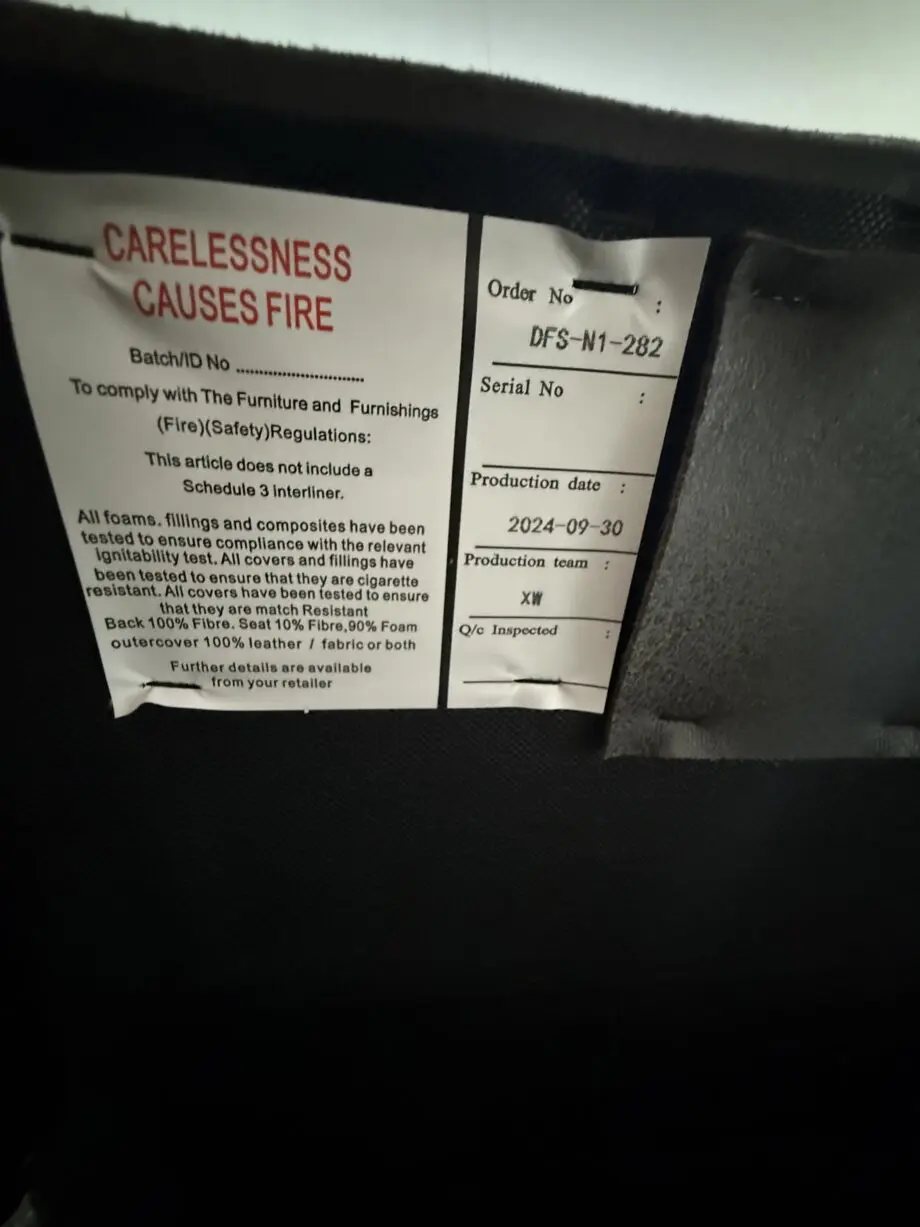 CARELESSNESS
CAUSES FIRE
Batch/ID No ................................
To comply with The Furniture and Furnishings
(Fire)(Safety)Regulations:
This article does not include a
Schedule 3 interliner.
All foams. fillings and composites have been
tested to ensure compliance with the relevant
ignitability test. All covers and fillings have
been tested to ensure that they are cigarette
resistant. All covers have been tested to ensure
that they are match Resistant
Back 100% Fibre. Seat 10% Fibre,90% Foam
outercover 100% leather / fabric or both
Further details are available
from your retailer
Order No :
DFS-N1-282
Serial No :
Production date :
2024-09-30
Production team :
XW
Q/c Inspected :